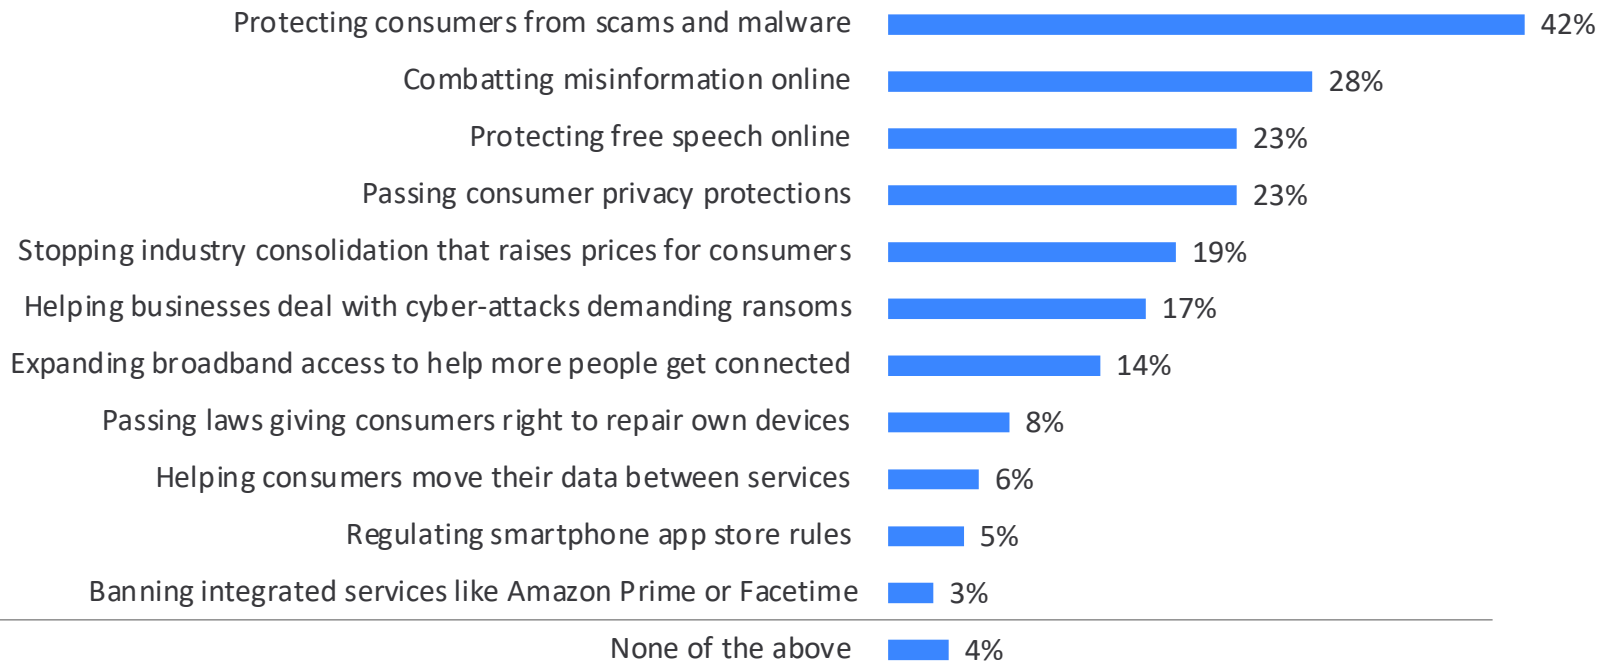 Protecting consumers from scams and malware 42%
Combatting misinformation online 28%
Protecting free speech online 23%
Passing consumer privacy protections 23%
Stopping industry consolidation that raises prices for consumers 19%
Helping businesses deal with cyber-attacks demanding ransoms 17%
Expanding broadband access to help more people get connected 14%
Passing laws giving consumers right to repair own devices 8%
Helping consumers move their data between services 6%
Regulating smartphone app store rules 5%
Banning integrated services like Amazon Prime or Facetime 3%
None of the above 4%